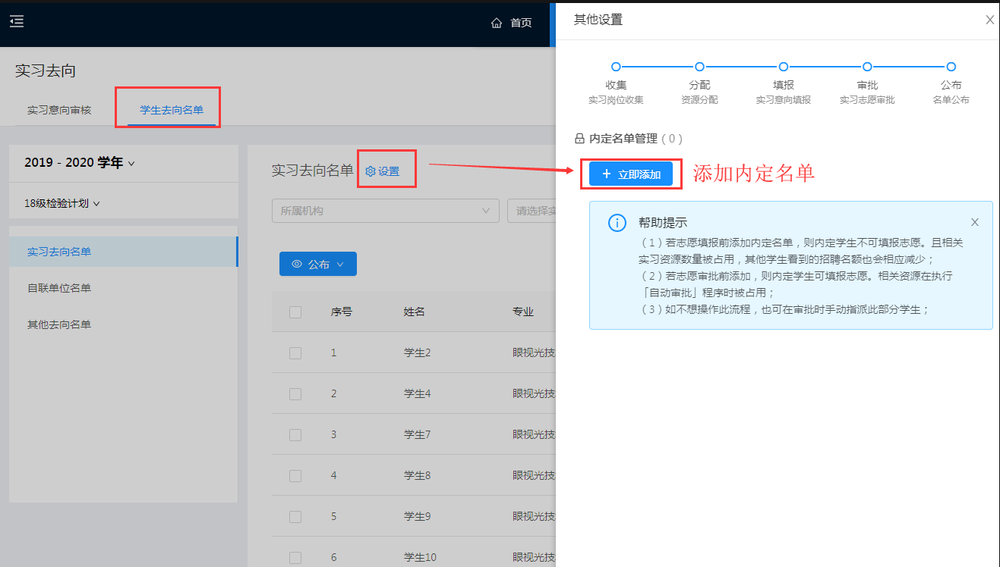 首页
实习去向
实习意向审核
学生去向名单
2019 - 2020 学年
18级检验计划
实习去向名单
自联单位名单
其他去向名单
实习去向名单
设置
所属机构
请选择实
公布
序号 姓名 专业
1 学生2 眼视光技
2 学生4 眼视光技
3 学生7 眼视光技
4 学生8 眼视光技
5 学生9 眼视光技
6 学生10 眼视光技
其他设置
收集 分配 填报 审批 公布
实习岗位收集 资源分配 实习意向填报 实习志愿审批 名单公布
内定名单管理 ( 0 )
+ 立即添加
添加内定名单
帮助提示
（1）若志愿填报前添加内定名单，则内定学生不可填报志愿。且相关
实习资源数量被占用，其他学生看到的招聘名额也会相应减少；
（2）若志愿审批前添加，则内定学生可填报志愿。相关资源在执行
「自动审批」程序时被占用；
（3）如不想操作此流程，也可在审批时手动指派此部分学生；